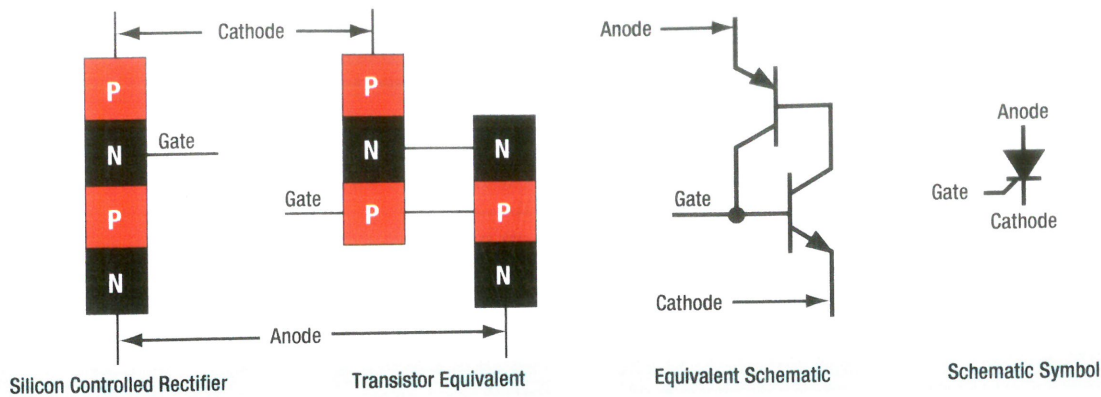 Cathode
P
N
P
N
Gate
P
N
P
Gate
N
P
N
Anode
Silicon Controlled Rectifier
Transistor Equivalent
Anode
Gate
Cathode
Equivalent Schematic
Anode
Gate
Cathode
Schematic Symbol